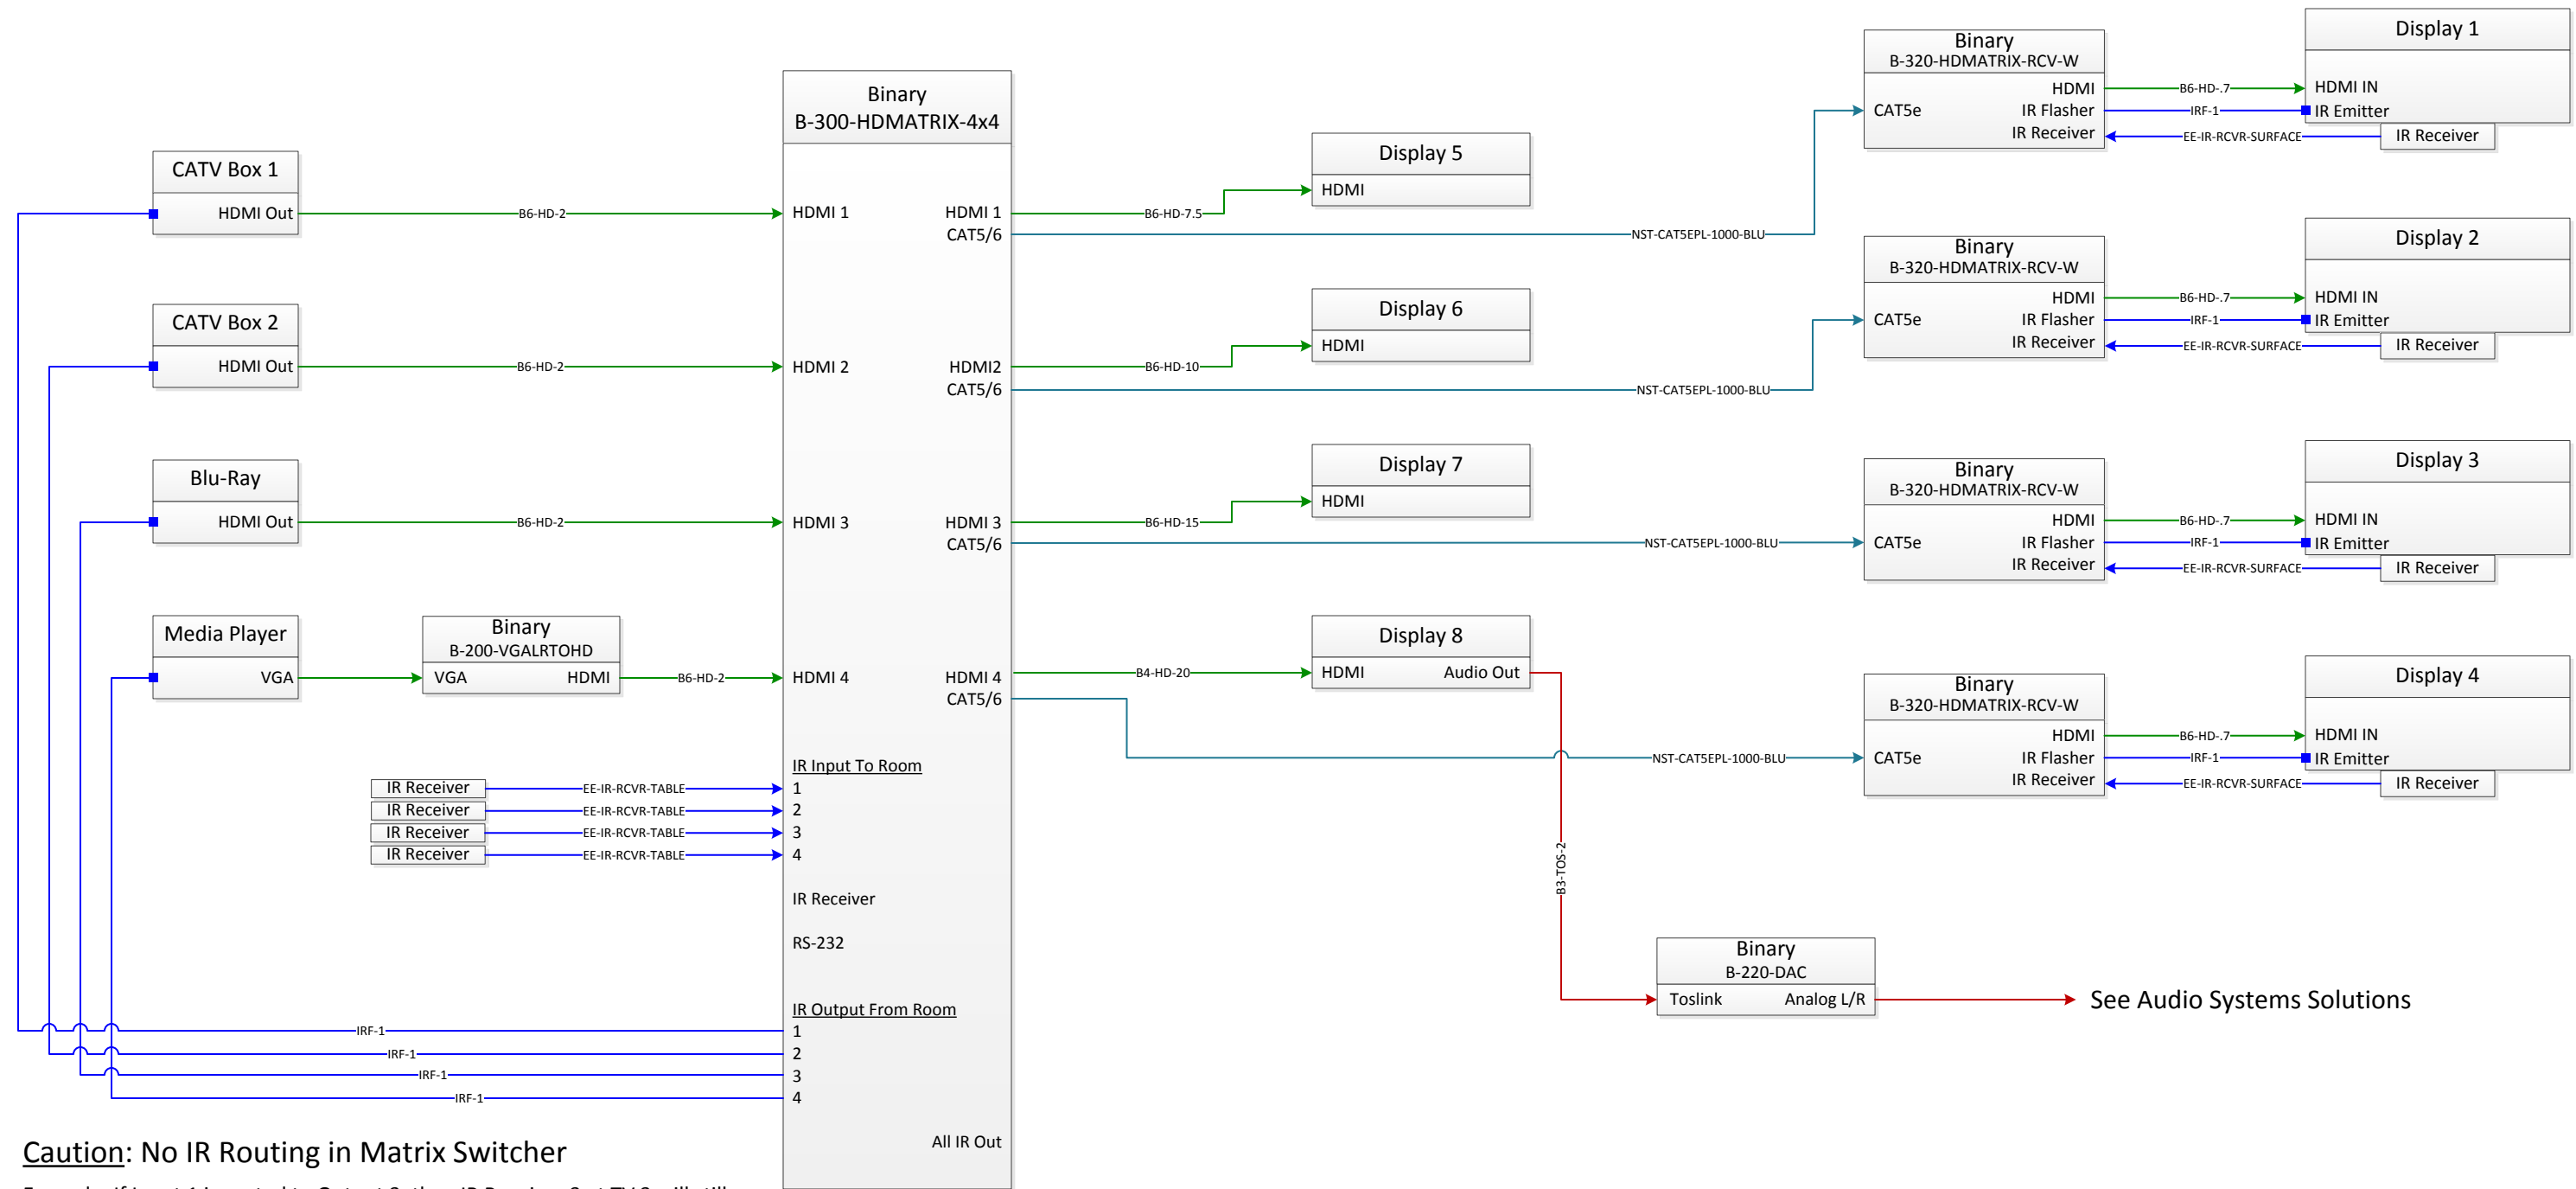 Binary
B-300-HDMATRIX-4x4
CATV Box 1
HDMI Out
B6-HD-2
HDMI 1
HDMI 1
CAT5/6
CATV Box 2
HDMI Out
B6-HD-2
HDMI 2
HDMI2
CAT5/6
Blu-Ray
HDMI Out
B6-HD-2
HDMI 3
HDMI 3
CAT5/6
Media Player
VGA
Binary
B-200-VGALRTOHD
VGA HDMI
B6-HD-2
HDMI 4
HDMI 4
CAT5/6
IR Input To Room
IR Receiver EE-IR-RCVR-TABLE 1
IR Receiver EE-IR-RCVR-TABLE 2
IR Receiver EE-IR-RCVR-TABLE 3
IR Receiver EE-IR-RCVR-TABLE 4
IR Receiver
RS-232
IR Output From Room
IRF-1 1
IRF-1 2
IRF-1 3
IRF-1 4
All IR Out
B6-HD-7.5
Display 5
HDMI
NST-CAT5EPL-1000-BLU
B6-HD-10
Display 6
HDMI
NST-CAT5EPL-1000-BLU
B6-HD-15
Display 7
HDMI
NST-CAT5EPL-1000-BLU
B4-HD-20
Display 8
HDMI Audio Out
NST-CAT5EPL-1000-BLU
B3-TOS-2
Binary
B-220-DAC
Toslink Analog L/R
See Audio Systems Solutions
Binary
B-320-HDMATRIX-RCV-W
HDMI
CAT5e IR Flasher
IR Receiver
B6-HD-.7
IRF-1
EE-IR-RCVR-SURFACE
Display 1
HDMI IN
IR Emitter
IR Receiver
Binary
B-320-HDMATRIX-RCV-W
HDMI
CAT5e IR Flasher
IR Receiver
B6-HD-.7
IRF-1
EE-IR-RCVR-SURFACE
Display 2
HDMI IN
IR Emitter
IR Receiver
Binary
B-320-HDMATRIX-RCV-W
HDMI
CAT5e IR Flasher
IR Receiver
B6-HD-.7
IRF-1
EE-IR-RCVR-SURFACE
Display 3
HDMI IN
IR Emitter
IR Receiver
Binary
B-320-HDMATRIX-RCV-W
HDMI
CAT5e IR Flasher
IR Receiver
B6-HD-.7
IRF-1
EE-IR-RCVR-SURFACE
Display 4
HDMI IN
IR Emitter
IR Receiver
Caution: No IR Routing in Matrix Switcher